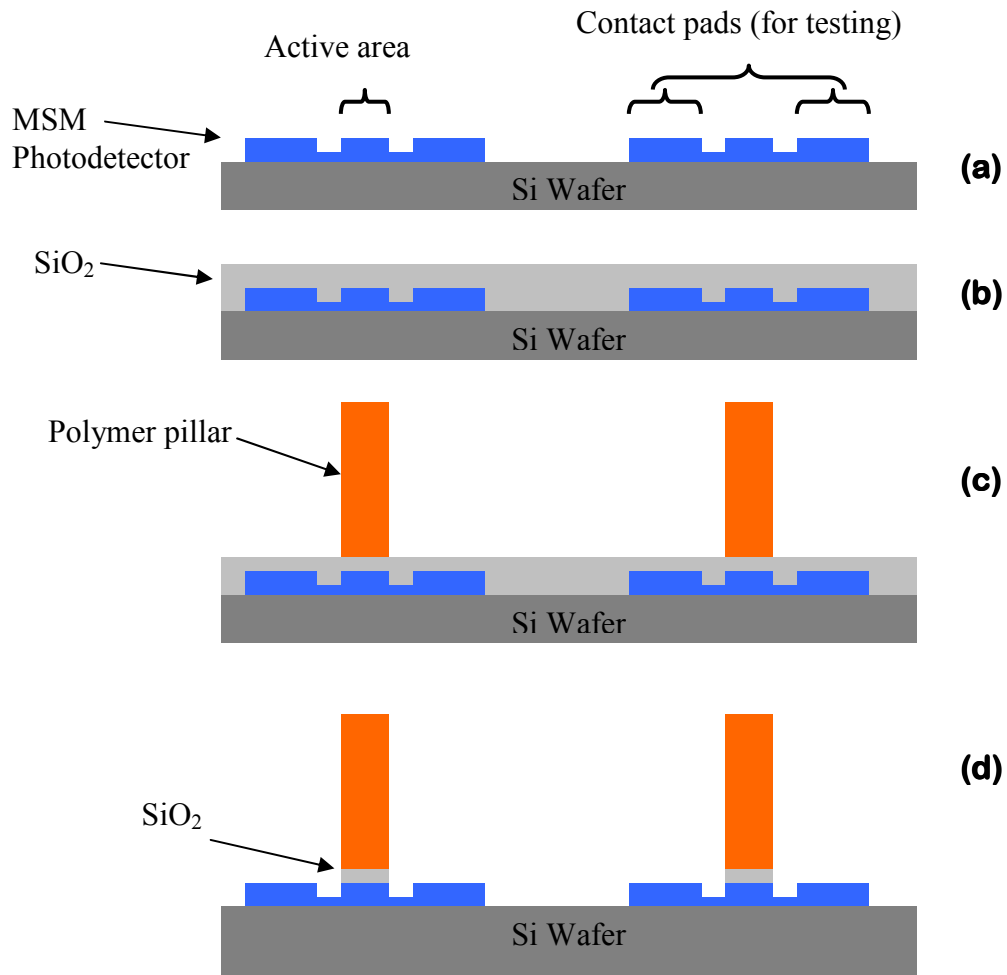 Contact pads (for testing)
Active area
MSM
Photodetector
(a)
Si Wafer
SiO₂
(b)
Si Wafer
Polymer pillar
(c)
Si Wafer
(d)
SiO₂
Si Wafer